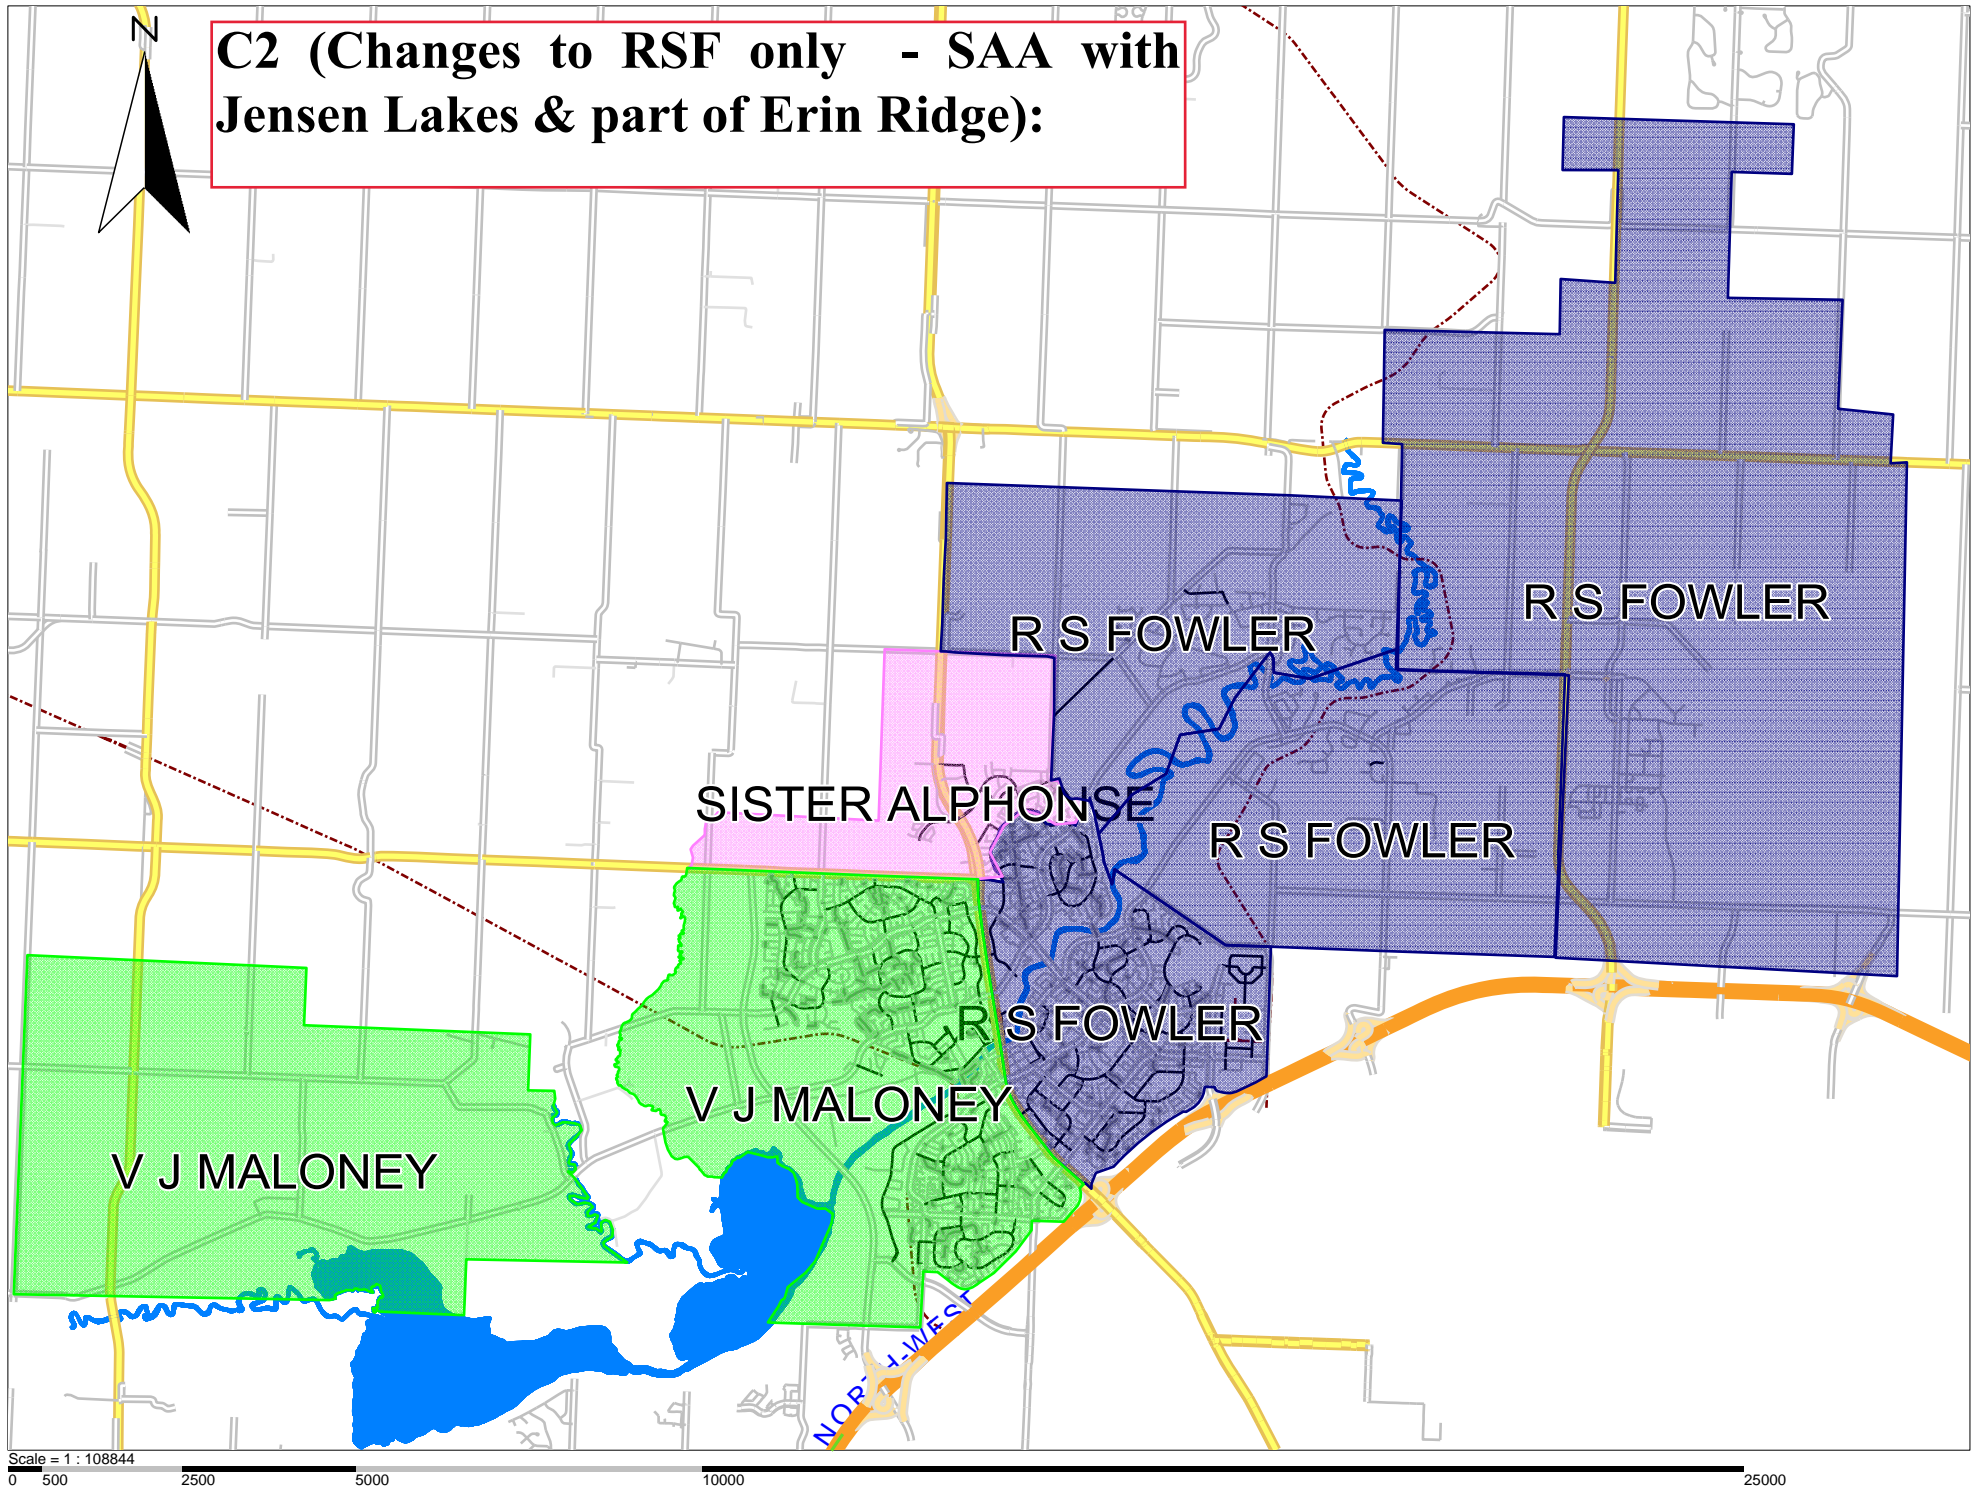 N
C2 (Changes to RSF only - SAA with
Jensen Lakes & part of Erin Ridge):
R S FOWLER
R S FOWLER
SISTER ALPHONSE
R S FOWLER
R S FOWLER
V J MALONEY
V J MALONEY
NORTH-WEST
Scale = 1 : 108844
0 500 2500 5000 10000 25000